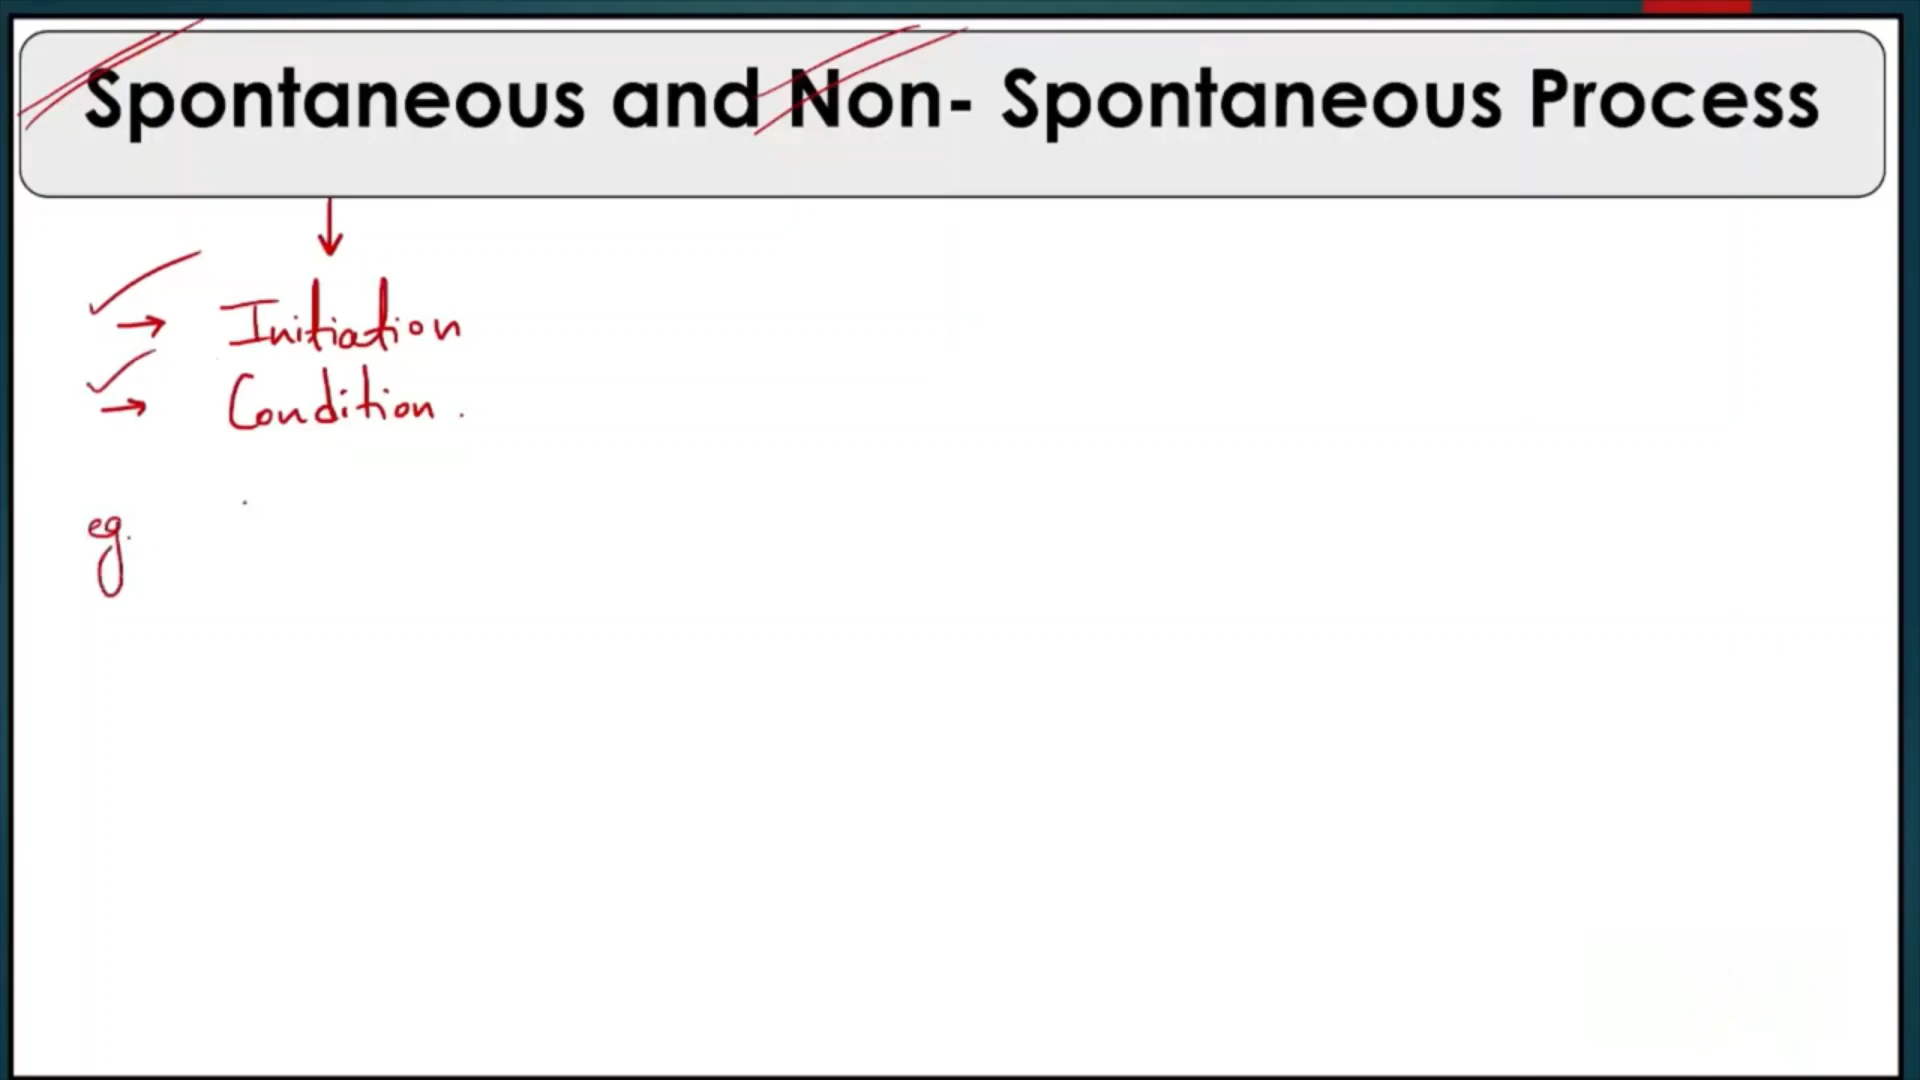 Spontaneous and Non- Spontaneous Process
→ Initiation
→ Condition.
eg.